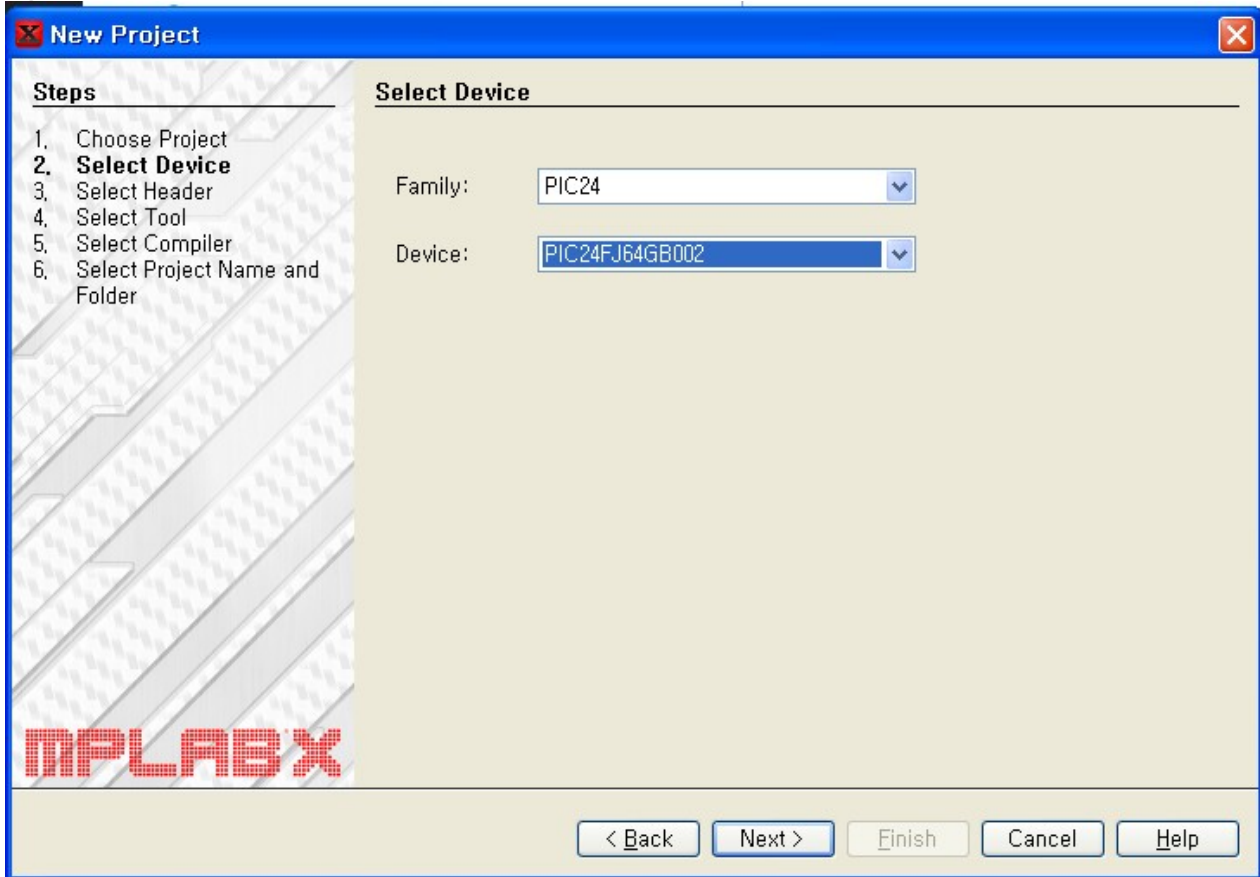 New Project
Steps
1. Choose Project
2. Select Device
3. Select Header
4. Select Tool
5. Select Compiler
6. Select Project Name and
Folder
Select Device
Family: PIC24
Device: PIC24FJ64GB002
MPLAB X
< Back Next > Finish Cancel Help